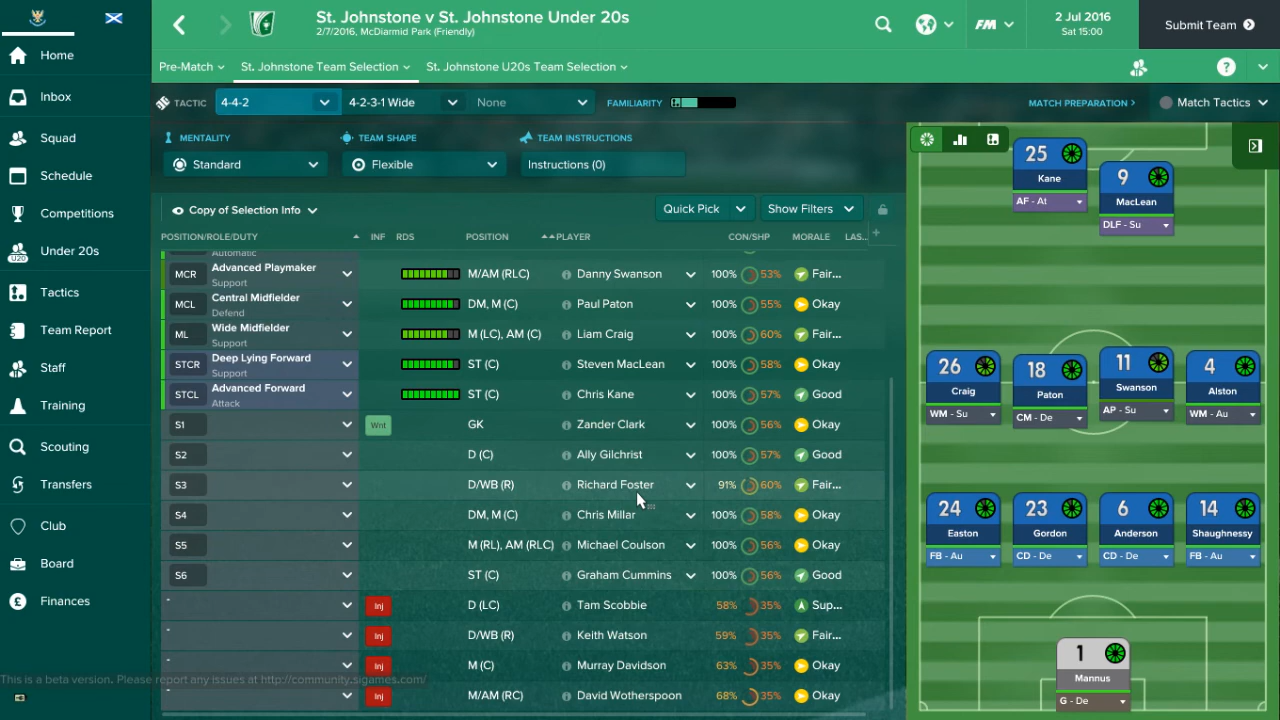 St. Johnstone v St. Johnstone Under 20s
2/7/2016, McDiarmid Park (Friendly)
FM
2 Jul 2016
Sat 15:00
Submit Team
Home
Inbox
Squad
Schedule
Competitions
U20
Under 20s
Tactics
Team Report
Staff
Training
Scouting
Transfers
Club
Board
£ Finances
Pre-Match
St. Johnstone Team Selection
St. Johnstone U20s Team Selection
?
TACTIC
4-4-2
4-2-3-1 Wide
None
FAMILIARITY
MATCH PREPARATION >
Match Tactics
MENTALITY
TEAM SHAPE
TEAM INSTRUCTIONS
Standard
Flexible
Instructions (0)
Copy of Selection Info
Quick Pick
Show Filters
POSITION/ROLE/DUTY INF RDS POSITION PLAYER CON/SHP MORALE LAS... +
Automatic
MCR Advanced Playmaker Support M/AM (RLC) Danny Swanson 100% 53% Fair...
MCL Central Midfielder Defend DM, M (C) Paul Paton 100% 55% Okay
ML Wide Midfielder Support M (LC), AM (C) Liam Craig 100% 60% Fair...
STCR Deep Lying Forward Support ST (C) Steven MacLean 100% 58% Okay
STCL Advanced Forward Attack ST (C) Chris Kane 100% 57% Good
S1 Wnt GK Zander Clark 100% 56% Okay
S2 D (C) Ally Gilchrist 100% 57% Good
S3 D/WB (R) Richard Foster 91% 60% Fair...
S4 DM, M (C) Chris Millar 100% 58% Okay
S5 M (RL), AM (RLC) Michael Coulson 100% 56% Okay
S6 ST (C) Graham Cummins 100% 56% Good
- Inj D (LC) Tam Scobbie 58% 35% Sup...
- Inj D/WB (R) Keith Watson 59% 35% Fair...
- Inj M (C) Murray Davidson 63% 35% Okay
- Inj M/AM (RC) David Wotherspoon 68% 35% Okay
This is a beta version. Please report any issues at http://community.sigames.com/
25
Kane
AF - At
9
MacLean
DLF - Su
26
Craig
WM - Su
18
Paton
CM - De
11
Swanson
AP - Su
4
Alston
WM - Au
24
Easton
FB - Au
23
Gordon
CD - De
6
Anderson
CD - De
14
Shaughnessy
FB - Au
1
Mannus
G - De